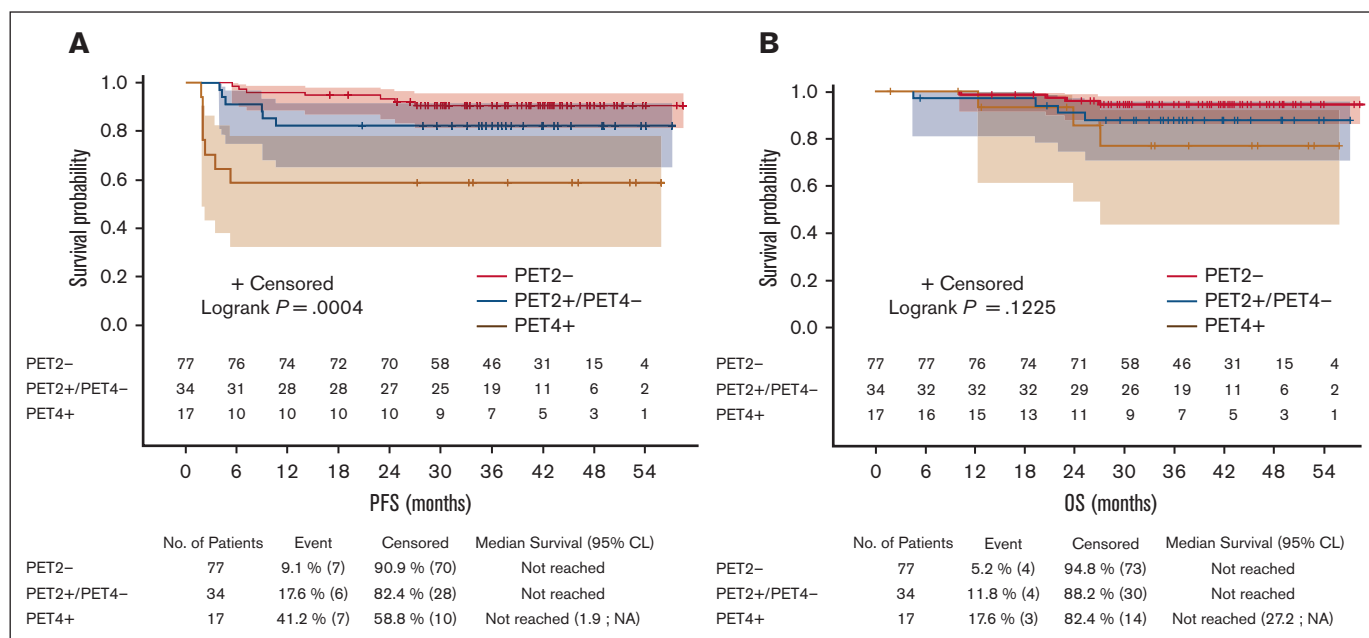 A
Survival probability
1.0
0.8
0.6
0.4
0.2
0.0
+ Censored
Logrank P = .0004
PET2–
PET2+/PET4–
PET4+
PET2– 77 76 74 72 70 58 46 31 15 4
PET2+/PET4– 34 31 28 28 27 25 19 11 6 2
PET4+ 17 10 10 10 10 9 7 5 3 1
0 6 12 18 24 30 36 42 48 54
PFS (months)
No. of Patients Event Censored Median Survival (95% CL)
PET2– 77 9.1 % (7) 90.9 % (70) Not reached
PET2+/PET4– 34 17.6 % (6) 82.4 % (28) Not reached
PET4+ 17 41.2 % (7) 58.8 % (10) Not reached (1.9 ; NA)
B
Survival probability
1.0
0.8
0.6
0.4
0.2
0.0
+ Censored
Logrank P = .1225
PET2–
PET2+/PET4–
PET4+
PET2– 77 77 76 74 71 58 46 31 15 4
PET2+/PET4– 34 32 32 32 29 26 19 11 6 2
PET4+ 17 16 15 13 11 9 7 5 3 1
0 6 12 18 24 30 36 42 48 54
OS (months)
No. of Patients Event Censored Median Survival (95% CL)
PET2– 77 5.2 % (4) 94.8 % (73) Not reached
PET2+/PET4– 34 11.8 % (4) 88.2 % (30) Not reached
PET4+ 17 17.6 % (3) 82.4 % (14) Not reached (27.2 ; NA)